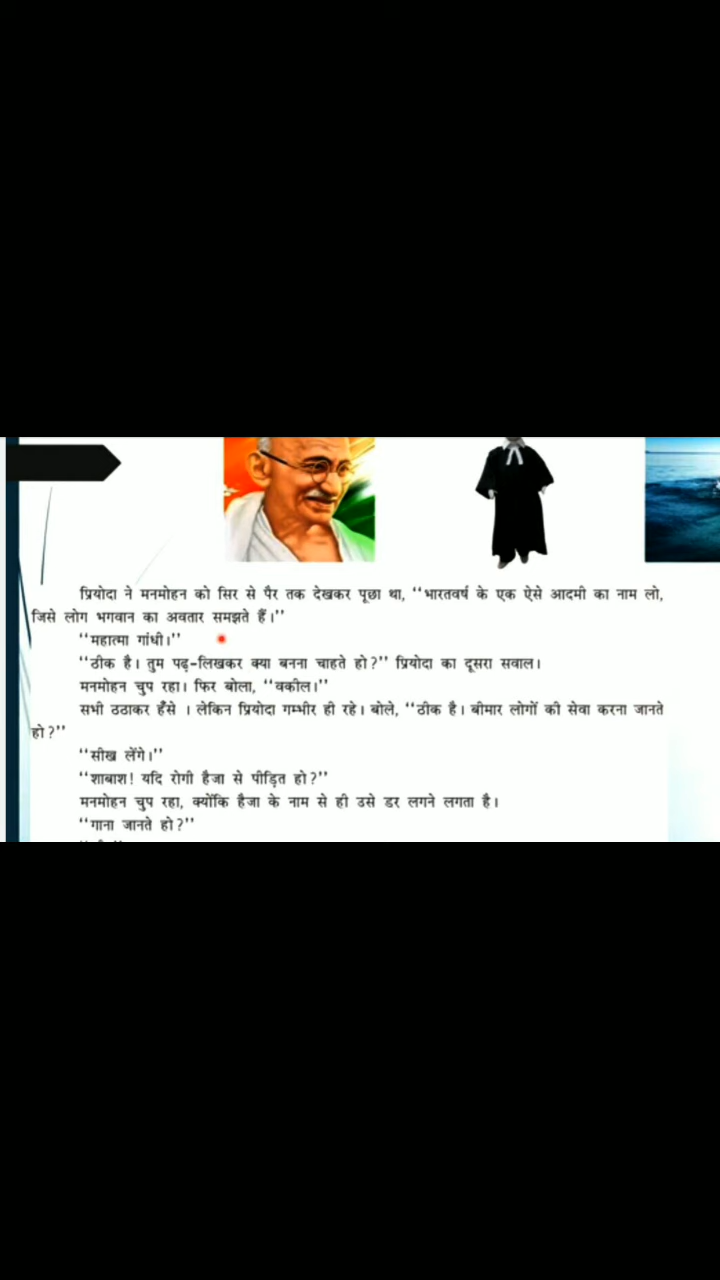 प्रियोदा ने मनमोहन को सिर से पैर तक देखकर पूछा था, ‘‘भारतवर्ष के एक ऐसे आदमी का नाम लो,
जिसे लोग भगवान का अवतार समझते हैं।’’
‘‘महात्मा गांधी।’’
‘‘ठीक है। तुम पढ़-लिखकर क्या बनना चाहते हो?’’ प्रियोदा का दूसरा सवाल।
मनमोहन चुप रहा। फिर बोला, ‘‘वकील।’’
सभी ठठाकर हँसे । लेकिन प्रियोदा गम्भीर ही रहे। बोले, ‘‘ठीक है। बीमार लोगों की सेवा करना जानते
हो?’’
‘‘सीख लेंगे।’’
‘‘शाबाश! यदि रोगी हैजा से पीड़ित हो?’’
मनमोहन चुप रहा, क्योंकि हैजा के नाम से ही उसे डर लगने लगता है।
‘‘गाना जानते हो?’’